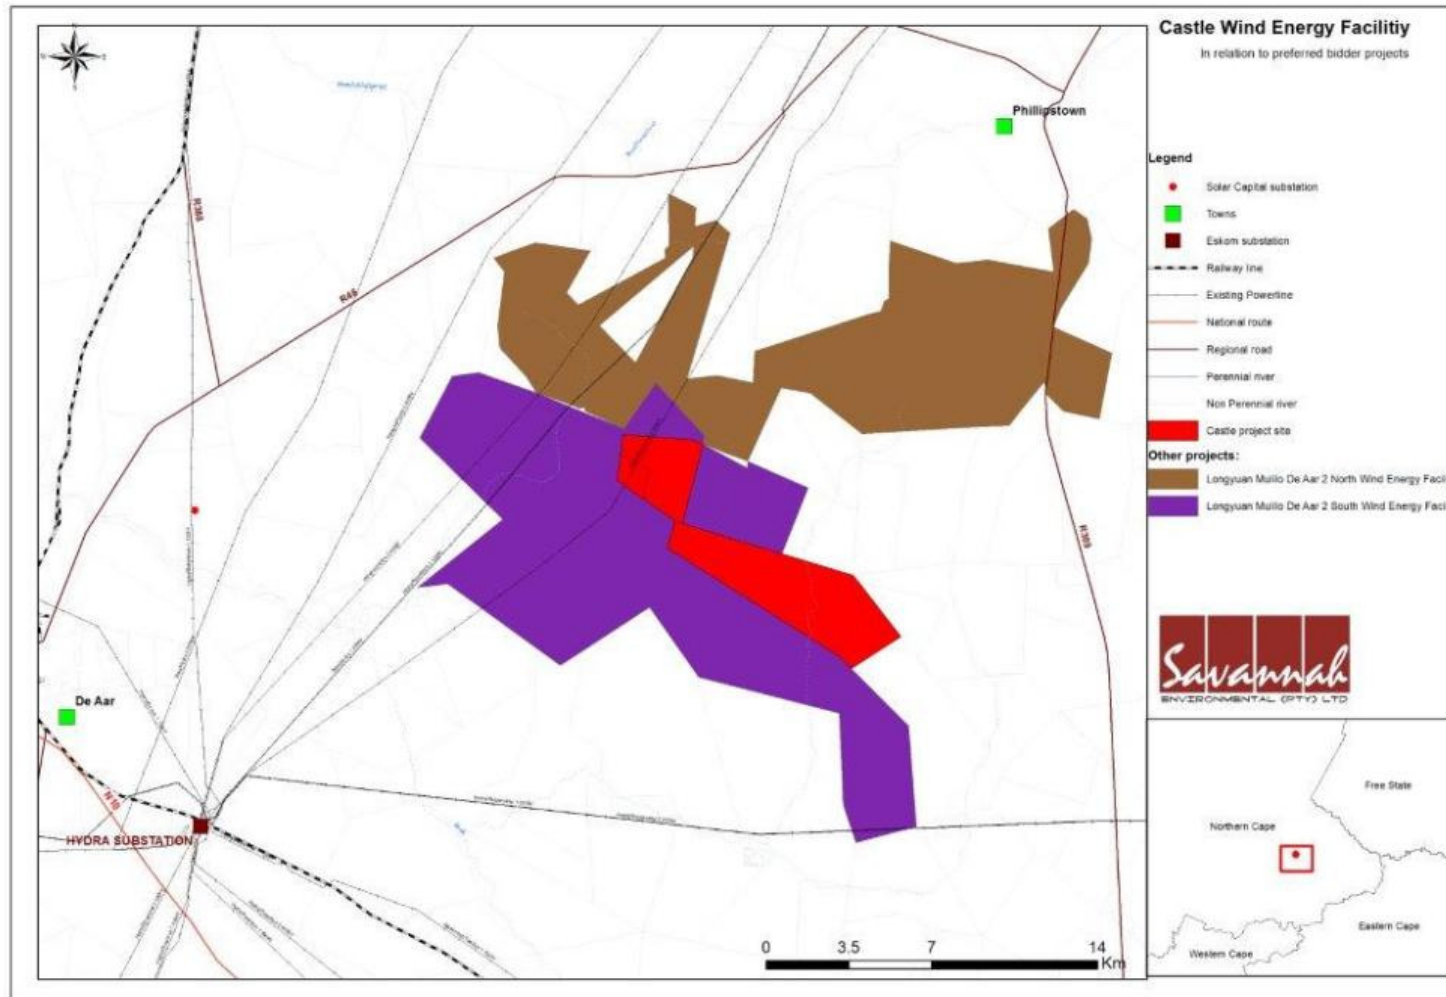 Castle Wind Energy Facilitiy
In relation to preferred bidder projects
Phillipstown
R388
R48
Legend
Solar Capital substation
Towns
Eskom substation
Railway line
Existing Powerline
National route
Regional road
Perennial river
Non Perennial river
Castle project site
Other projects:
Longyuan Mulilo De Aar 2 North Wind Energy Facil
Longyuan Mulilo De Aar 2 South Wind Energy Facil
R389
De Aar
N10
HYDRA SUBSTATION
Savannah
ENVIRONMENTAL (PTY) LTD
Free State
Northern Cape
Eastern Cape
Western Cape
0 3.5 7 14
Km